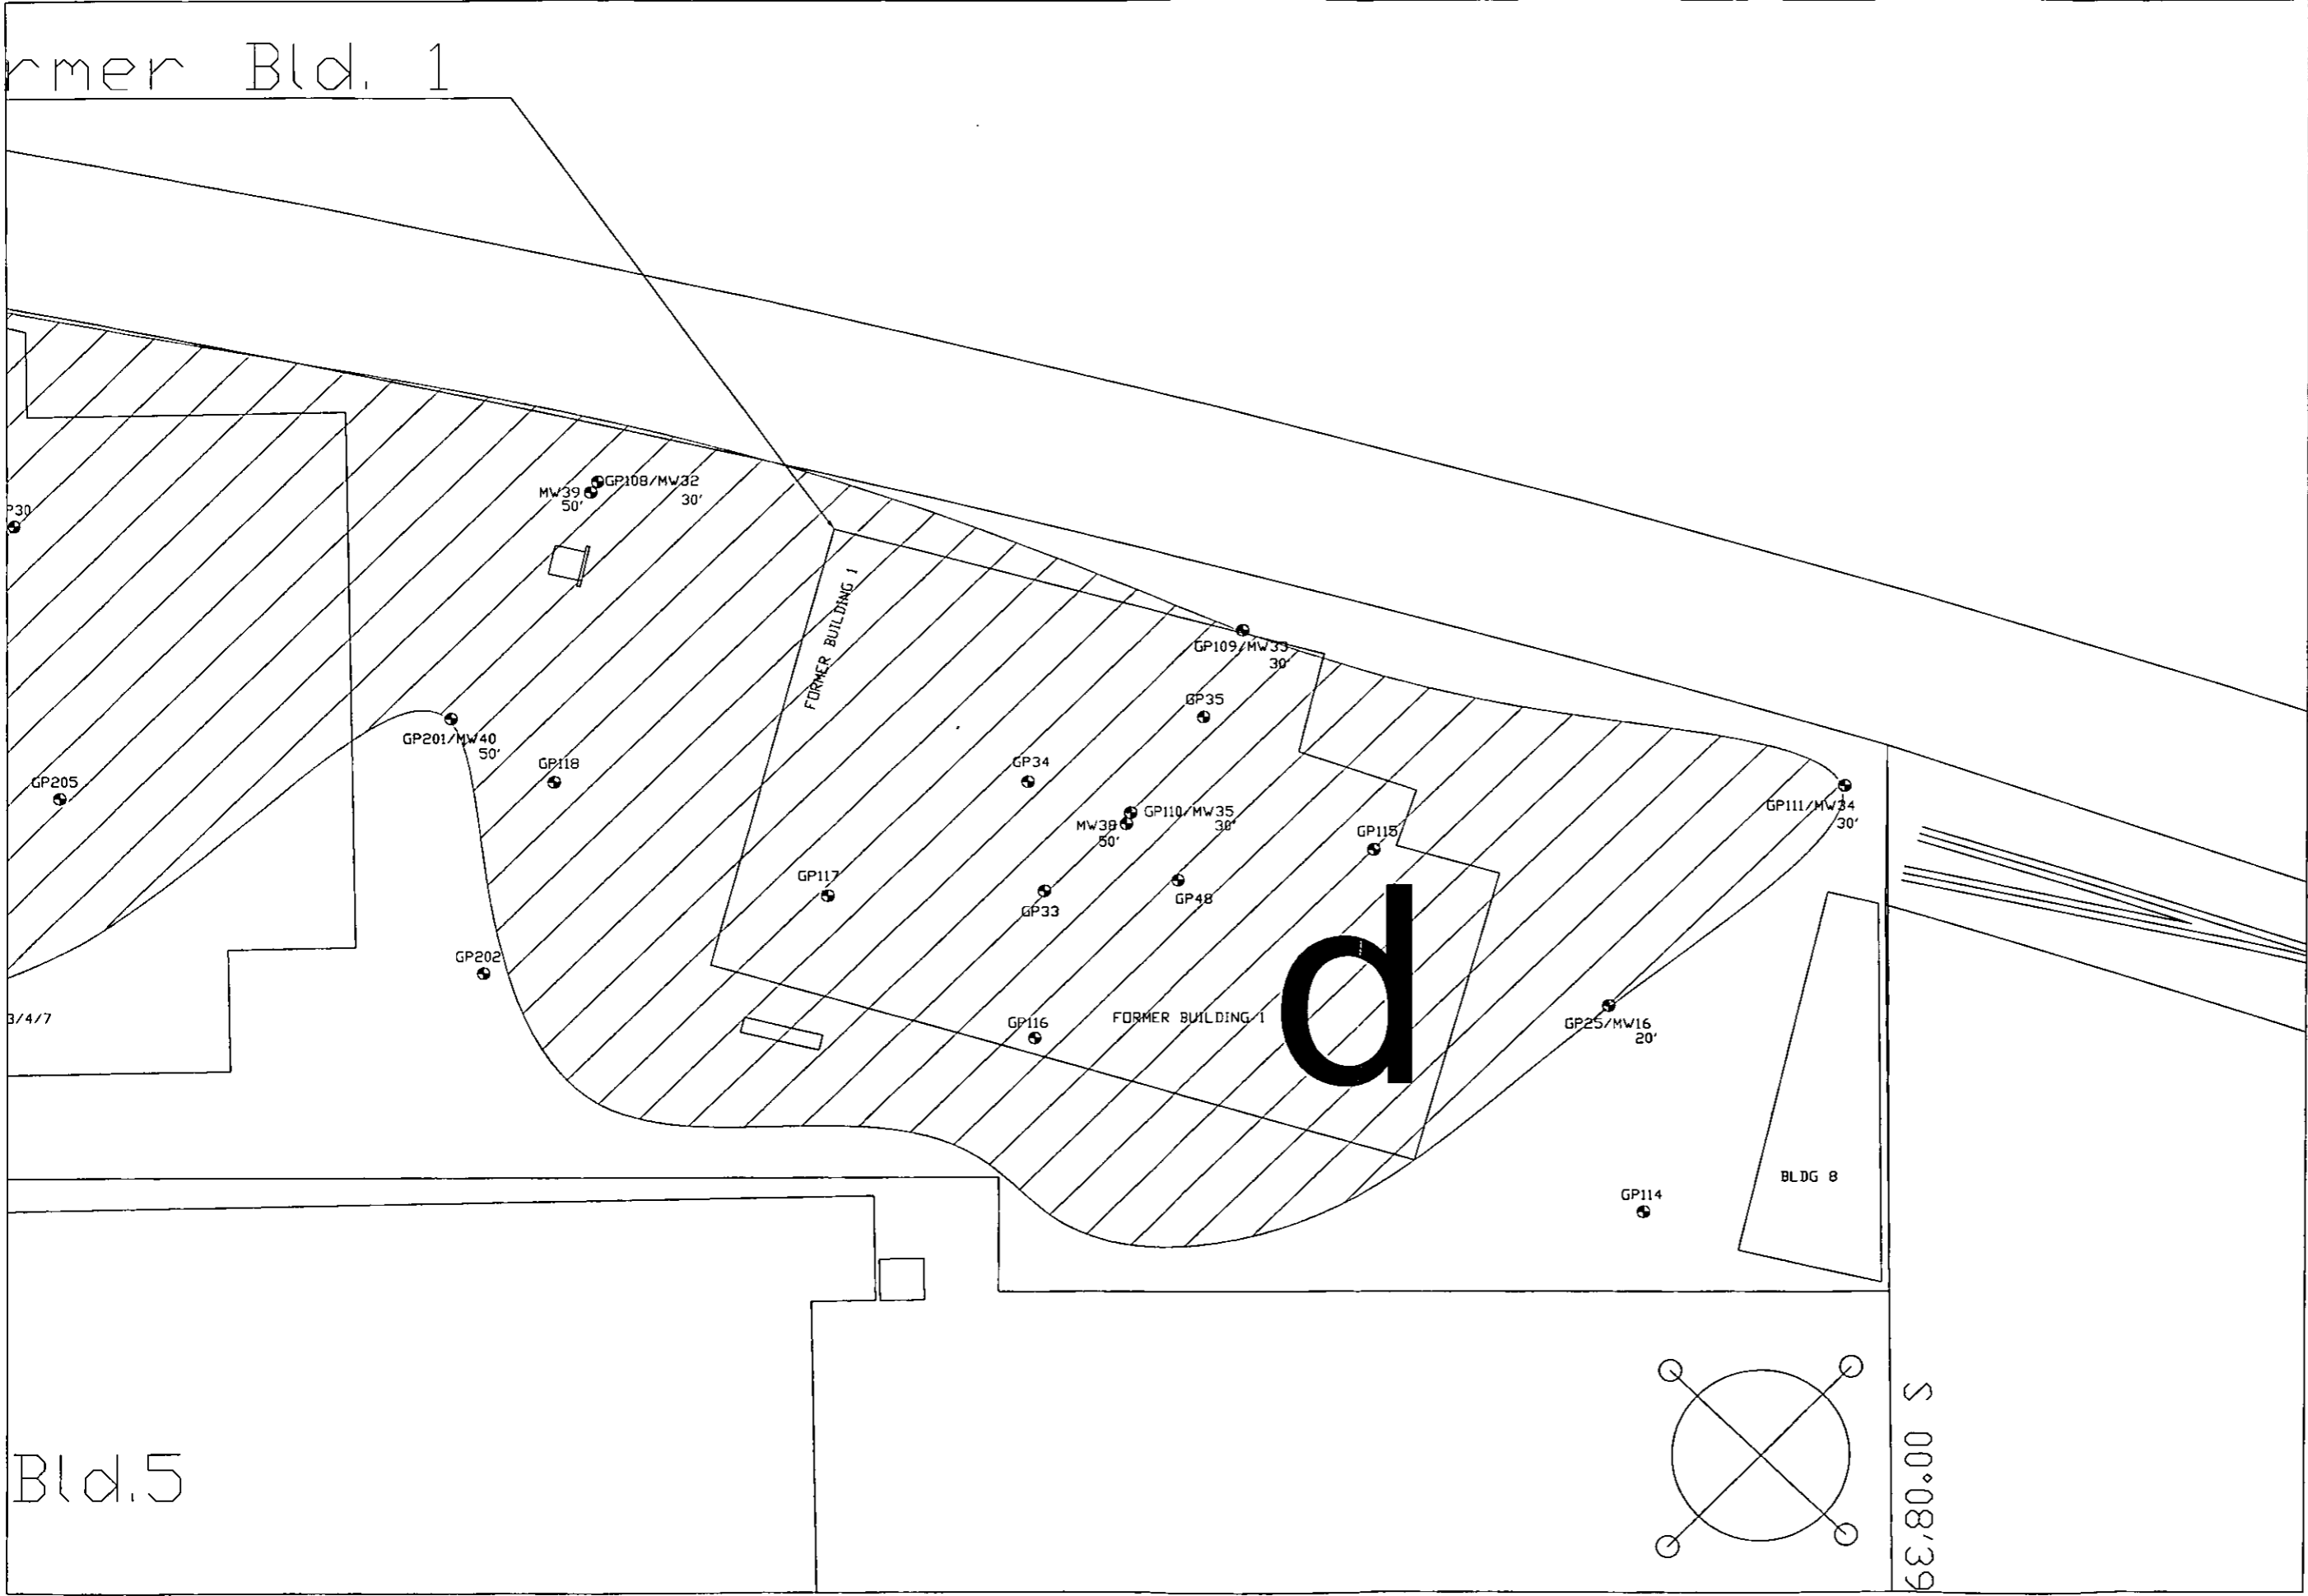 rmer Bld. 1
GP108/MW32
MW39
30'
50'
P30
FORMER BUILDING 1
GP109/MW33
30'
GP35
GP201/MW40
50'
GP118
GP34
GP205
GP111/MW34
30'
GP110/MW35
30'
MW38
50'
GP115
GP117
GP48
GP33
d
GP202
3/4/7
GP116
FORMER BUILDING 1
GP25/MW16
20'
BLDG 8
GP114
S 00°08'39
Bld.5